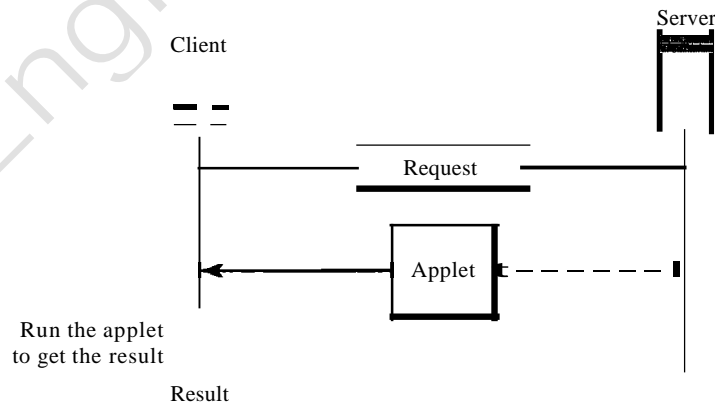 Server
Client
Request
Applet
Run the applet
to get the result
Result